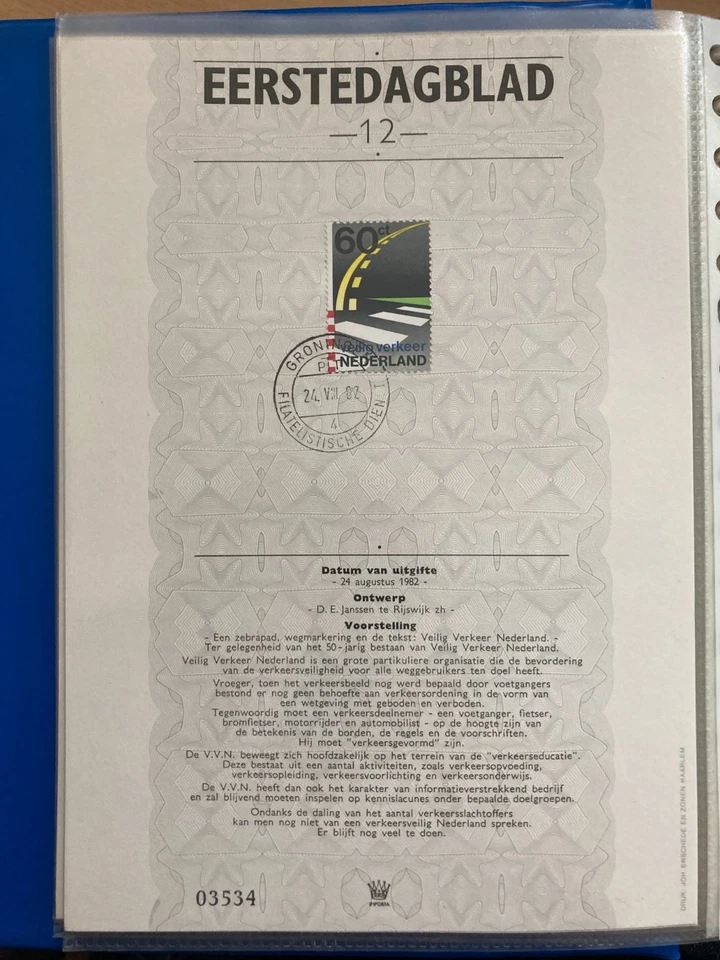 EERSTEDAGBLAD
—12—
60ct
veilig verkeer
NEDERLAND
GRONINGEN
24. VIII 82
4
FILATELISTISCHE DIENST
Datum van uitgifte
- 24 augustus 1982 -
Ontwerp
- D. E. Janssen te Rijswijk zh -
Voorstelling
- Een zebrapad, wegmarkering en de tekst: Veilig Verkeer Nederland. -
Ter gelegenheid van het 50-jarig bestaan van Veilig Verkeer Nederland.
Veilig Verkeer Nederland is een grote partikuliere organisatie die de bevordering
van de verkeersveiligheid voor alle weggebruikers ten doel heeft.
Vroeger, toen het verkeersbeeld nog werd bepaald door voetgangers
bestond er nog geen behoefte aan verkeersordening in de vorm van
een wetgeving met geboden en verboden.
Tegenwoordig moet een verkeersdeelnemer - een voetganger, fietser,
bromfietser, motorrijder en automobilist - op de hoogte zijn van
de betekenis van de borden, de regels en de voorschriften.
Hij moet "verkeersgevormd" zijn.
De V.V.N. beweegt zich hoofdzakelijk op het terrein van de "verkeerseducatie".
Deze bestaat uit een aantal aktiviteiten, zoals verkeersopvoeding,
verkeersopleiding, verkeersvoorlichting en verkeersonderwijs.
De V.V.N. heeft dan ook het karakter van informatieverstrekkend bedrijf
en zal blijvend moeten inspelen op kennislacunes onder bepaalde doelgroepen.
Ondanks de daling van het aantal verkeersslachtoffers
kan men nog niet van een verkeersveilig Nederland spreken.
Er blijft nog veel te doen.
03534
IMPORTA
DRUK: JOH ENSCHEDÉ EN ZONEN HAARLEM